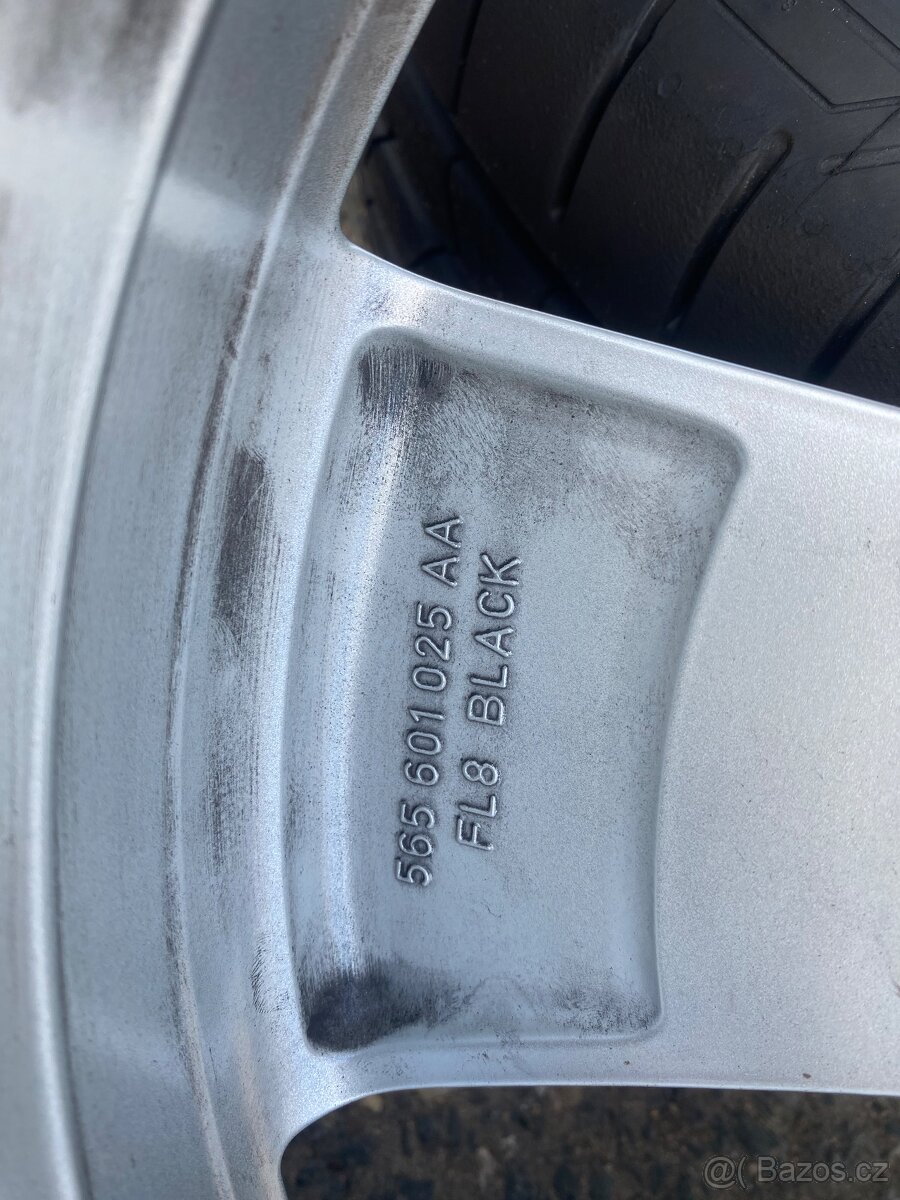 565 601 025 AA
FL8 BLACK
@( Bazos.cz